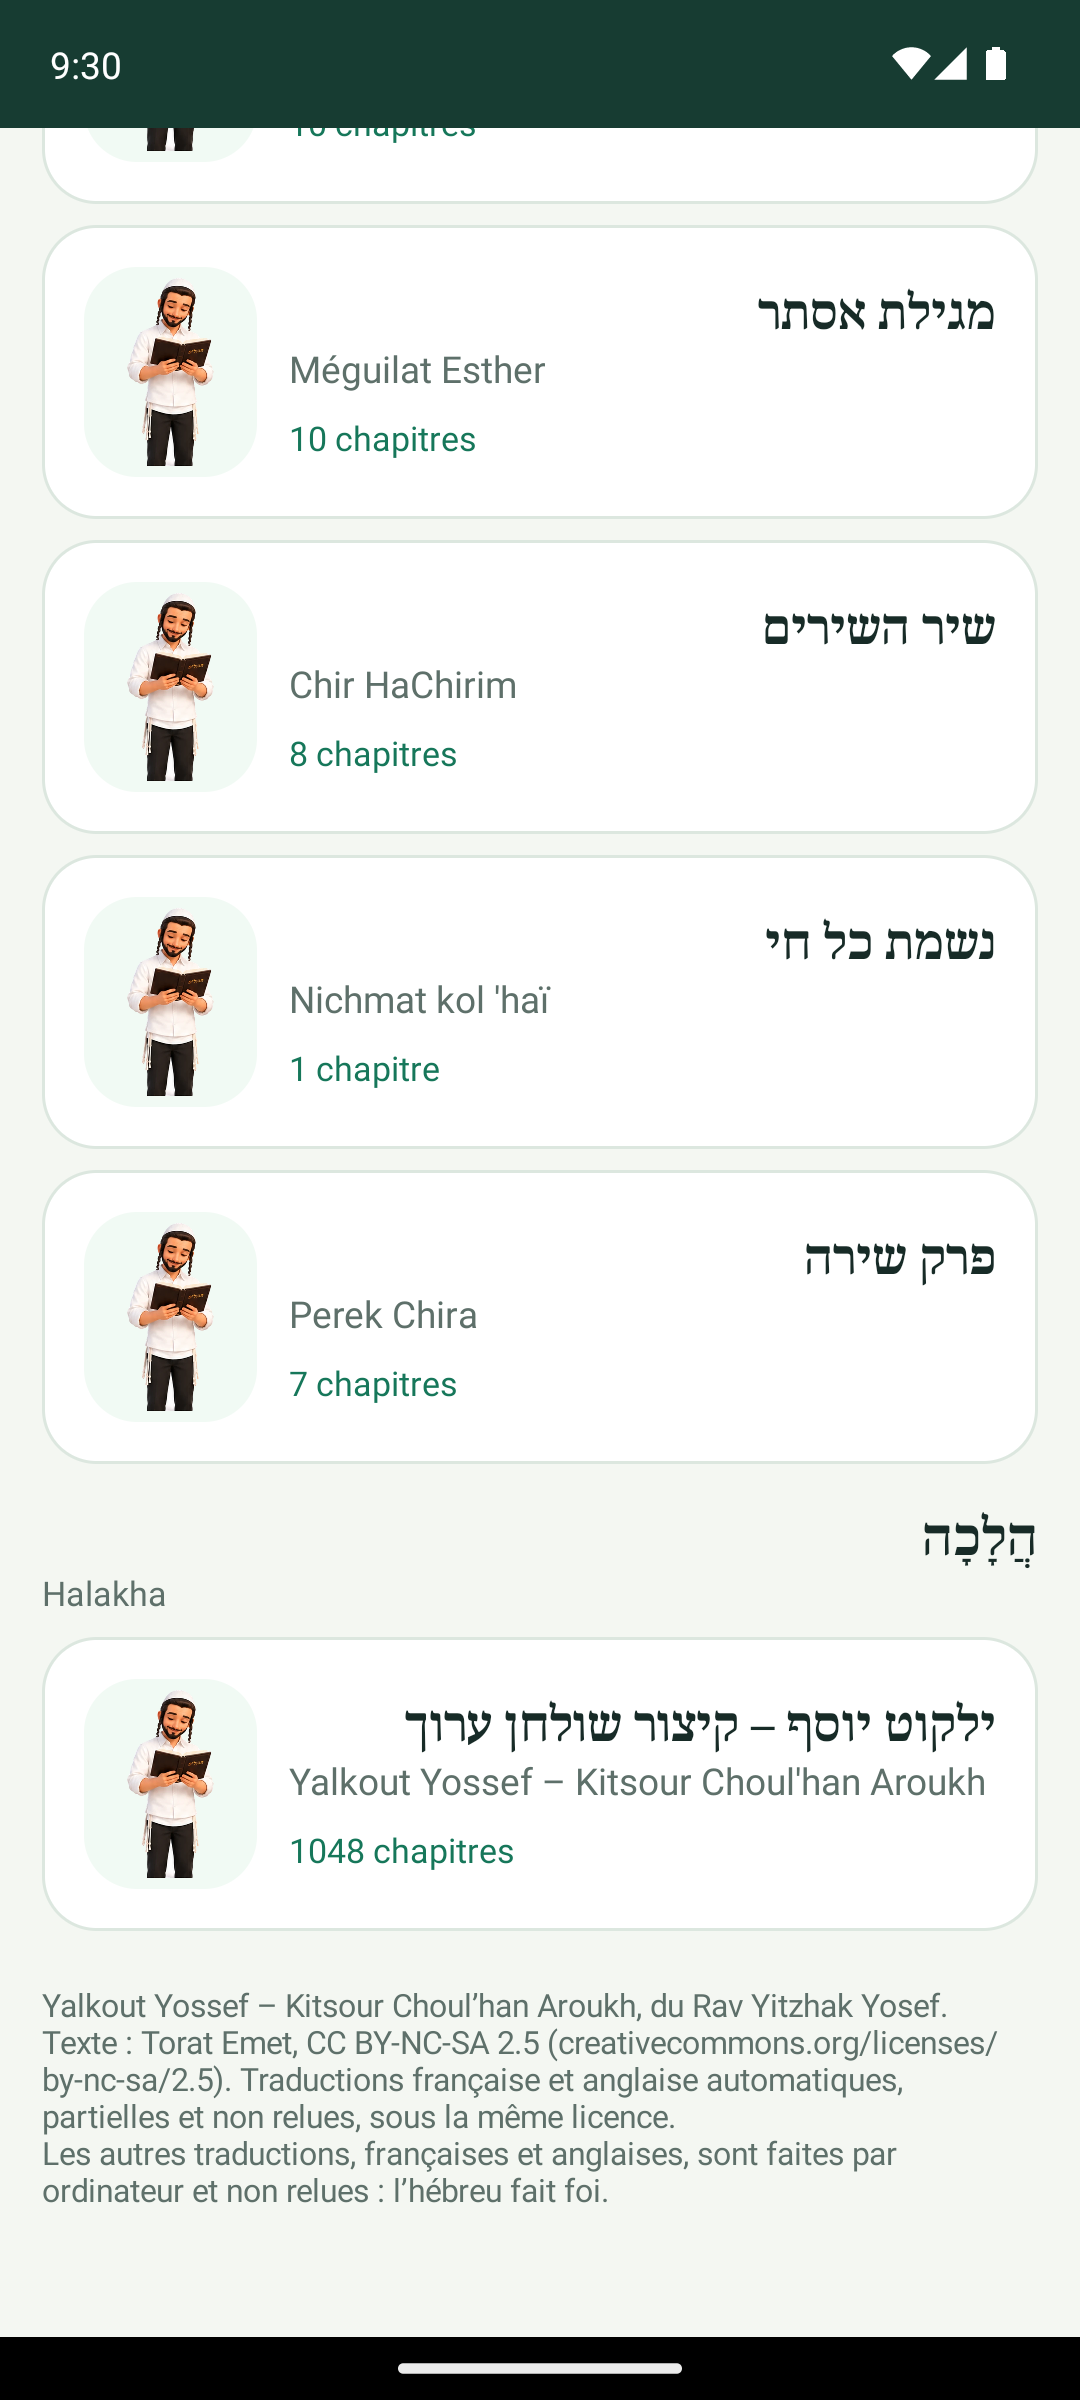 9:30
10 chapitres
מגילת אסתר
Méguilat Esther
10 chapitres
שיר השירים
Chir HaChirim
8 chapitres
נשמת כל חי
Nichmat kol 'haï
1 chapitre
פרק שירה
Perek Chira
7 chapitres
הֲלָכָה
Halakha
ילקוט יוסף – קיצור שולחן ערוך
Yalkout Yossef – Kitsour Choul'han Aroukh
1048 chapitres
Yalkout Yossef – Kitsour Choul’han Aroukh, du Rav Yitzhak Yosef.
Texte : Torat Emet, CC BY-NC-SA 2.5 (creativecommons.org/licenses/
by-nc-sa/2.5). Traductions française et anglaise automatiques,
partielles et non relues, sous la même licence.
Les autres traductions, françaises et anglaises, sont faites par
ordinateur et non relues : l’hébreu fait foi.